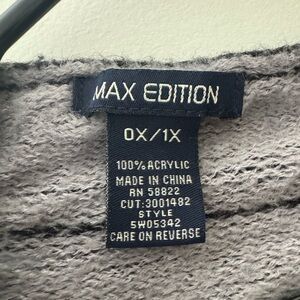 MAX EDITION
0X/1X
100% ACRYLIC
MADE IN CHINA
RN 58822
CUT:3001482
STYLE
5W05342
CARE ON REVERSE